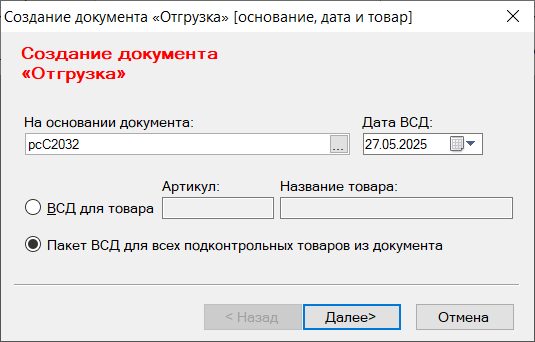 Создание документа «Отгрузка» [основание, дата и товар]
Создание документа
«Отгрузка»
На основании документа: Дата ВСД:
рсС2032 ... 27.05.2025
Артикул: Название товара:
ВСД для товара
Пакет ВСД для всех подконтрольных товаров из документа
< Назад Далее> Отмена